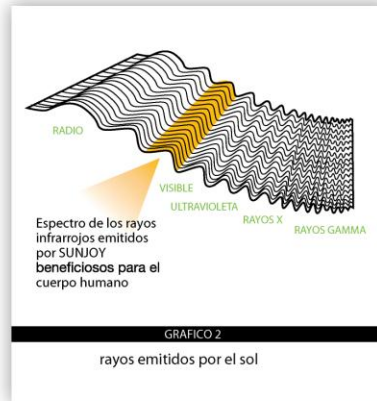 RADIO
VISIBLE
ULTRAVIOLETA
RAYOS X
RAYOS GAMMA
Espectro de los rayos
infrarrojos emitidos
por SUNJOY
beneficiosos para el
cuerpo humano
GRAFICO 2
rayos emitidos por el sol